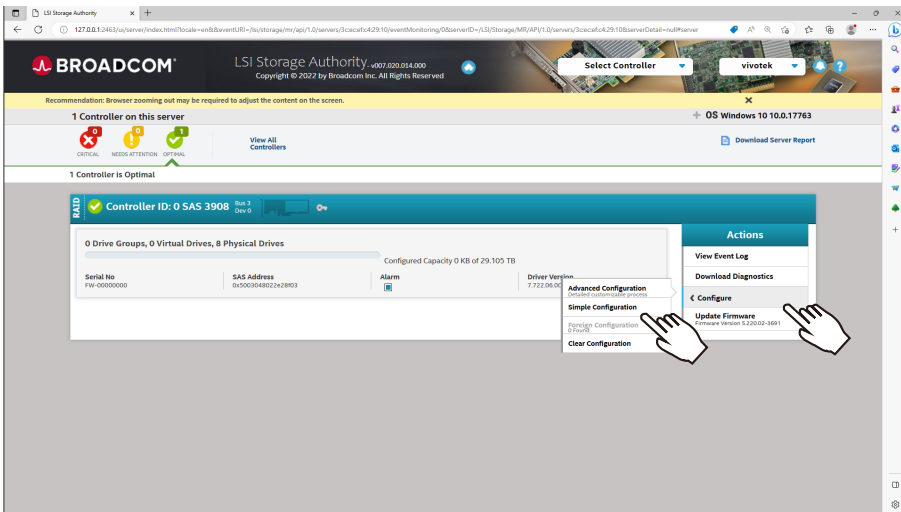 LSI Storage Authority
127.0.0.1:2463/ui/server/index.html?locale=en&8eventURI=/lsi/storage/mr/api/1.0/servers/3cecef:c4:29:10/eventMonitoring/0&serverID=/LSI/Storage/MR/API/1.0/servers/3cecef:c4:29:10&serverDetail=null#server
BROADCOM®
LSI Storage Authority v007.020.014.000
Copyright © 2022 by Broadcom Inc. All Rights Reserved
Select Controller
vivotek
?
Recommendation: Browser zooming out may be required to adjust the content on the screen.
1 Controller on this server
OS Windows 10 10.0.17763
0
0
1
CRITICAL
NEEDS ATTENTION
OPTIMAL
View All
Controllers
Download Server Report
1 Controller is Optimal
RAID
Controller ID: 0 SAS 3908
Bus 3
Dev 0
Actions
0 Drive Groups, 0 Virtual Drives, 8 Physical Drives
Configured Capacity 0 KB of 29.105 TB
Serial No
FW-00000000
SAS Address
0x5003048022e28f03
Alarm
Driver Version
7.722.06.00
View Event Log
Download Diagnostics
Configure
Update Firmware
Firmware Version 5.220.02-3691
Advanced Configuration
Detailed customizable process
Simple Configuration
Foreign Configuration
0 Found
Clear Configuration